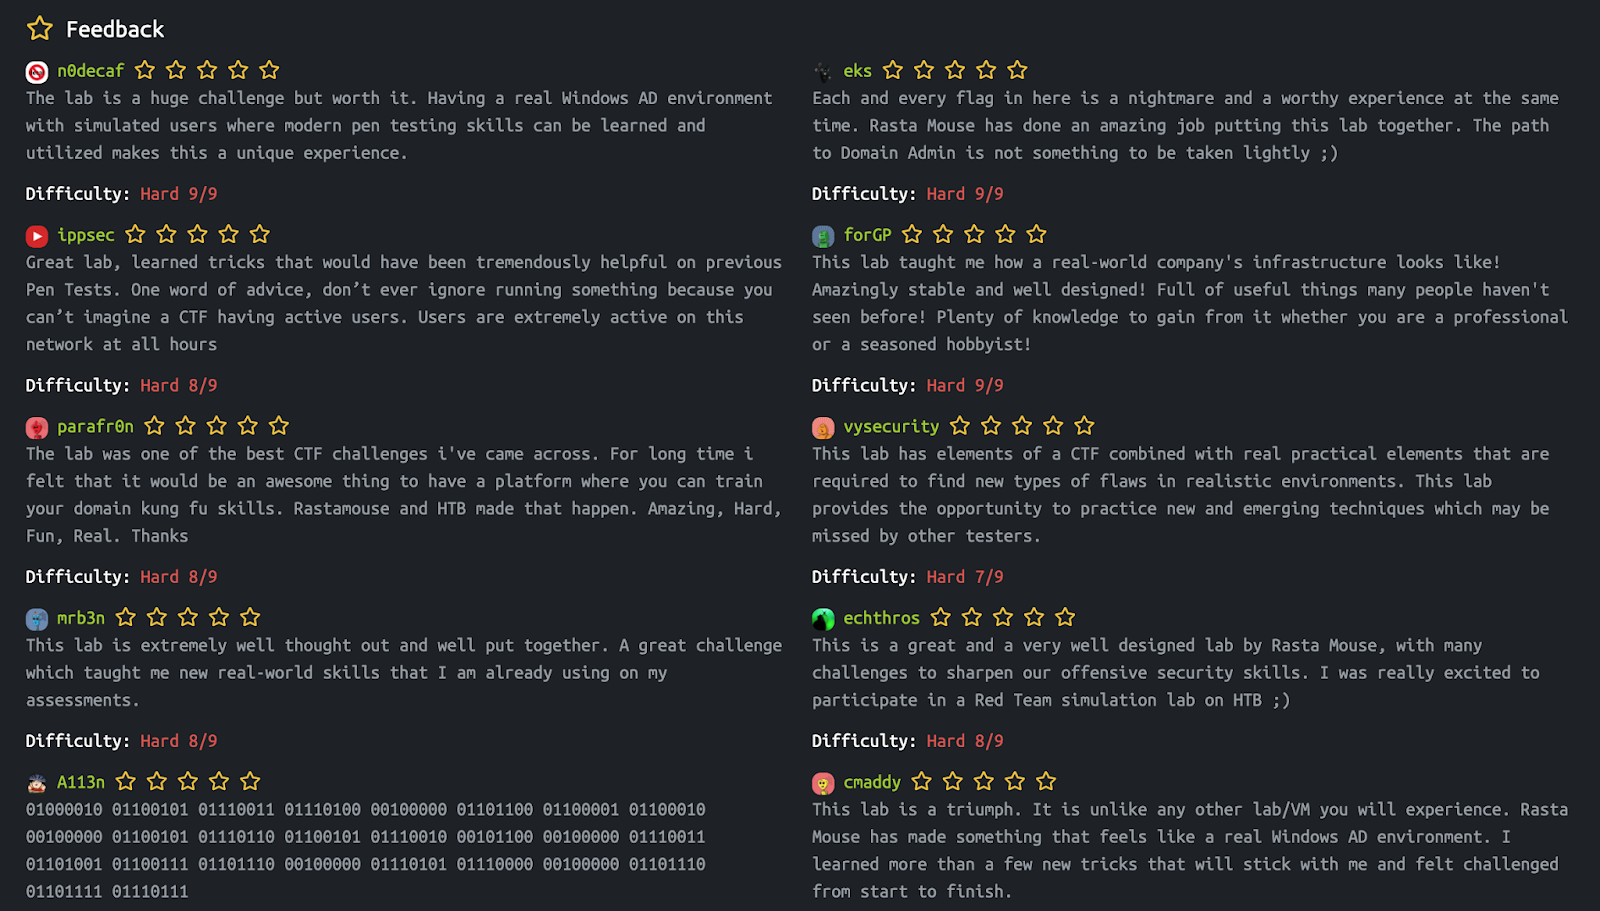 Feedback
n0decaf
The lab is a huge challenge but worth it. Having a real Windows AD environment
with simulated users where modern pen testing skills can be learned and
utilized makes this a unique experience.
Difficulty: Hard 9/9
eks
Each and every flag in here is a nightmare and a worthy experience at the same
time. Rasta Mouse has done an amazing job putting this lab together. The path
to Domain Admin is not something to be taken lightly ;)
Difficulty: Hard 9/9
ippsec
Great lab, learned tricks that would have been tremendously helpful on previous
Pen Tests. One word of advice, don’t ever ignore running something because you
can’t imagine a CTF having active users. Users are extremely active on this
network at all hours
Difficulty: Hard 8/9
forGP
This lab taught me how a real-world company's infrastructure looks like!
Amazingly stable and well designed! Full of useful things many people haven't
seen before! Plenty of knowledge to gain from it whether you are a professional
or a seasoned hobbyist!
Difficulty: Hard 9/9
parafr0n
The lab was one of the best CTF challenges i've came across. For long time i
felt that it would be an awesome thing to have a platform where you can train
your domain kung fu skills. Rastamouse and HTB made that happen. Amazing, Hard,
Fun, Real. Thanks
Difficulty: Hard 8/9
vysecurity
This lab has elements of a CTF combined with real practical elements that are
required to find new types of flaws in realistic environments. This lab
provides the opportunity to practice new and emerging techniques which may be
missed by other testers.
Difficulty: Hard 7/9
mrb3n
This lab is extremely well thought out and well put together. A great challenge
which taught me new real-world skills that I am already using on my
assessments.
Difficulty: Hard 8/9
echthros
This is a great and a very well designed lab by Rasta Mouse, with many
challenges to sharpen our offensive security skills. I was really excited to
participate in a Red Team simulation lab on HTB ;)
Difficulty: Hard 8/9
A113n
01000010 01100101 01110011 01110100 00100000 01101100 01100001 01100010
00100000 01100101 01110110 01100101 01110010 00101100 00100000 01110011
01101001 01100111 01101110 00100000 01110101 01110000 00100000 01101110
01101111 01110111
cmaddy
This lab is a triumph. It is unlike any other lab/VM you will experience. Rasta
Mouse has made something that feels like a real Windows AD environment. I
learned more than a few new tricks that will stick with me and felt challenged
from start to finish.